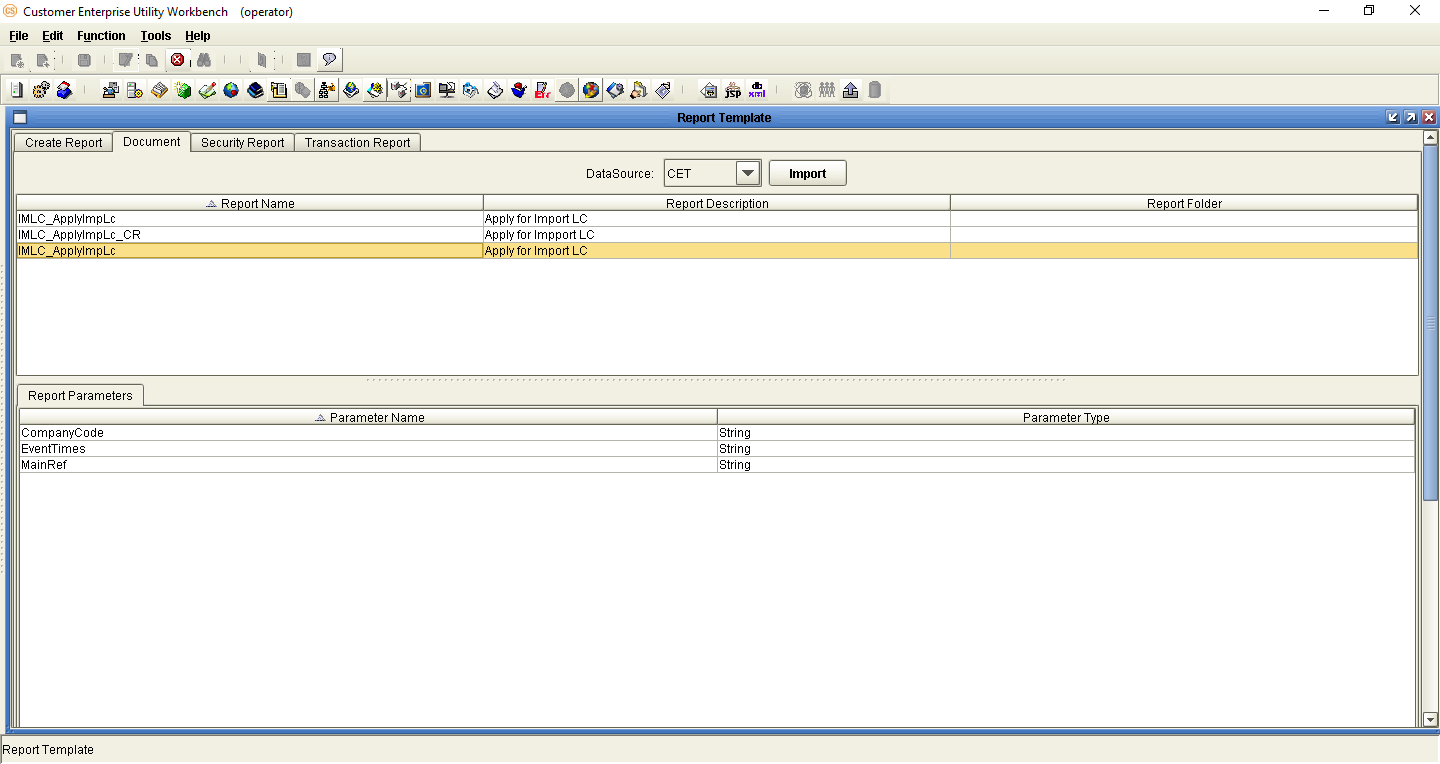 CS Customer Enterprise Utility Workbench (operator)
File Edit Function Tools Help
JSP xml
Report Template
Create Report Document Security Report Transaction Report
DataSource: CET Import
Report Name Report Description Report Folder
IMLC_ApplyImpLc Apply for Import LC
IMLC_ApplyImpLc_CR Apply for Impport LC
IMLC_ApplyImpLc Apply for Import LC
Report Parameters
Parameter Name Parameter Type
CompanyCode String
EventTimes String
MainRef String
Report Template